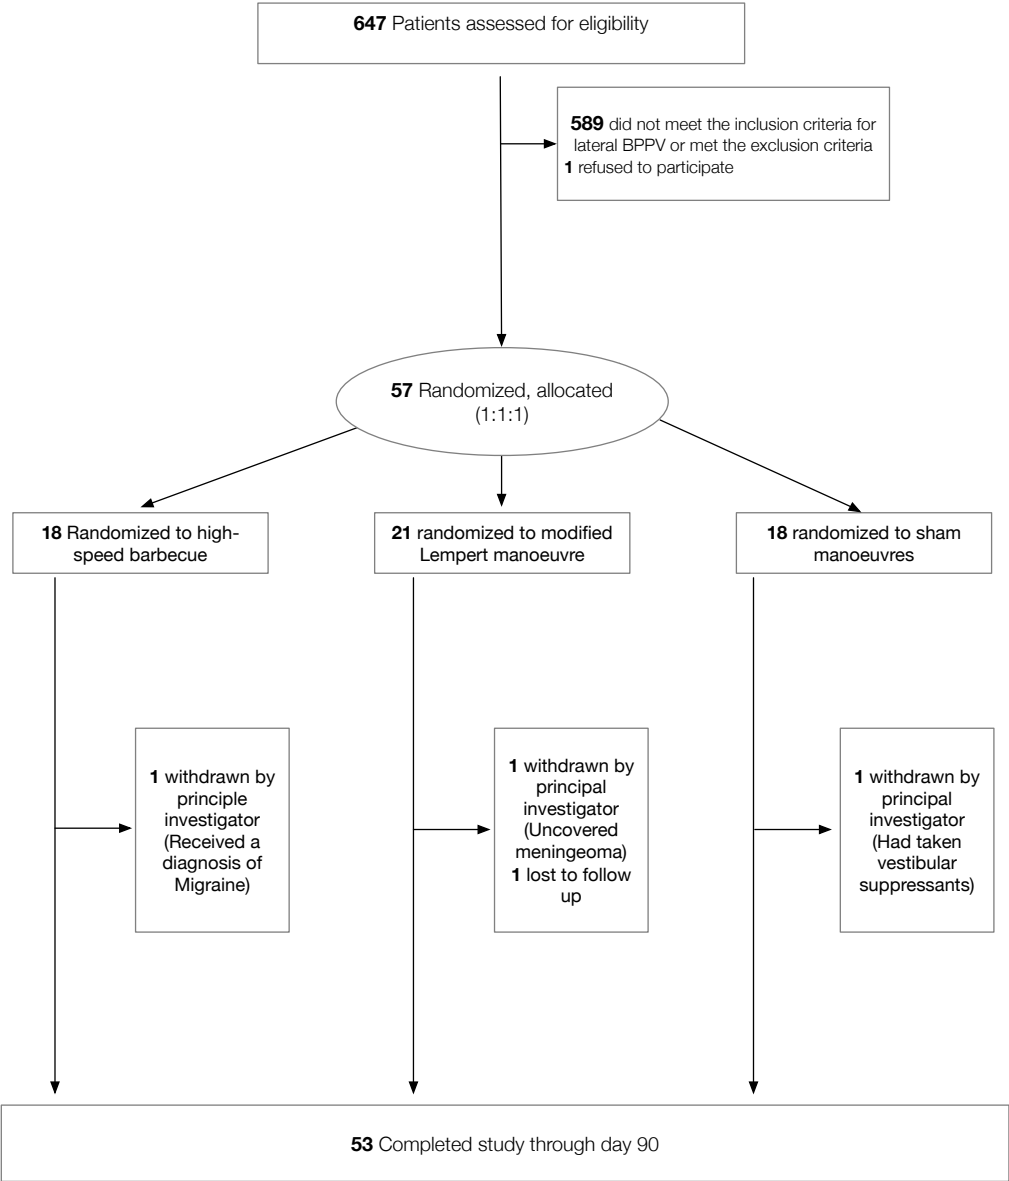 647 Patients assessed for eligibility
589 did not meet the inclusion criteria for
lateral BPPV or met the exclusion criteria
1 refused to participate
57 Randomized, allocated
(1:1:1)
18 Randomized to high-
speed barbecue
21 randomized to modified
Lempert manoeuvre
18 randomized to sham
manoeuvres
1 withdrawn by
principle
investigator
(Received a
diagnosis of
Migraine)
1 withdrawn by
principal
investigator
(Uncovered
meningeoma)
1 lost to follow
up
1 withdrawn by
principal
investigator
(Had taken
vestibular
suppressants)
53 Completed study through day 90